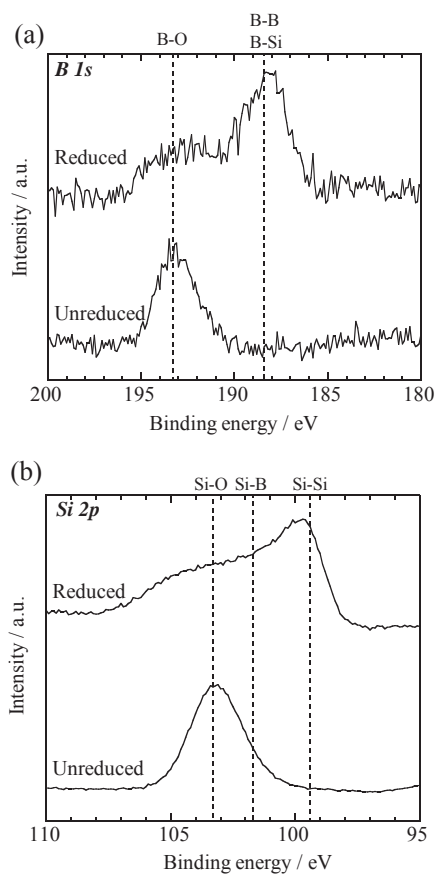 (a)
B-O
B-B
B-Si
B 1s
Reduced
Unreduced
Intensity / a.u.
200 195 190 185 180
Binding energy / eV
(b)
Si-O Si-B Si-Si
Si 2p
Reduced
Unreduced
Intensity / a.u.
110 105 100 95
Binding energy / eV